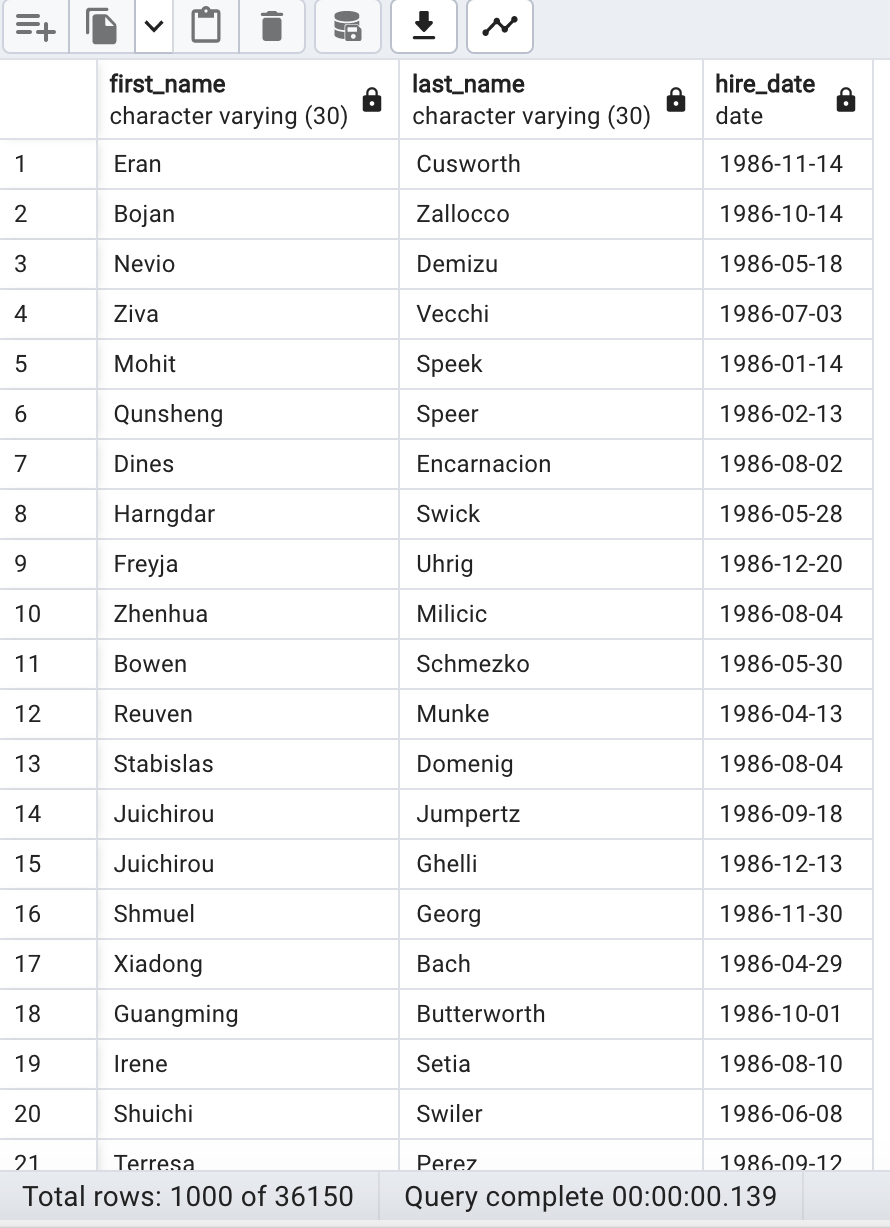 first_name last_name hire_date
character varying (30) character varying (30) date
1 Eran Cusworth 1986-11-14
2 Bojan Zallocco 1986-10-14
3 Nevio Demizu 1986-05-18
4 Ziva Vecchi 1986-07-03
5 Mohit Speek 1986-01-14
6 Qunsheng Speer 1986-02-13
7 Dines Encarnacion 1986-08-02
8 Harngdar Swick 1986-05-28
9 Freyja Uhrig 1986-12-20
10 Zhenhua Milicic 1986-08-04
11 Bowen Schmezko 1986-05-30
12 Reuven Munke 1986-04-13
13 Stabislas Domenig 1986-08-04
14 Juichirou Jumpertz 1986-09-18
15 Juichirou Ghelli 1986-12-13
16 Shmuel Georg 1986-11-30
17 Xiadong Bach 1986-04-29
18 Guangming Butterworth 1986-10-01
19 Irene Setia 1986-08-10
20 Shuichi Swiler 1986-06-08
21 Terresa Perez 1986-09-12
Total rows: 1000 of 36150 Query complete 00:00:00.139